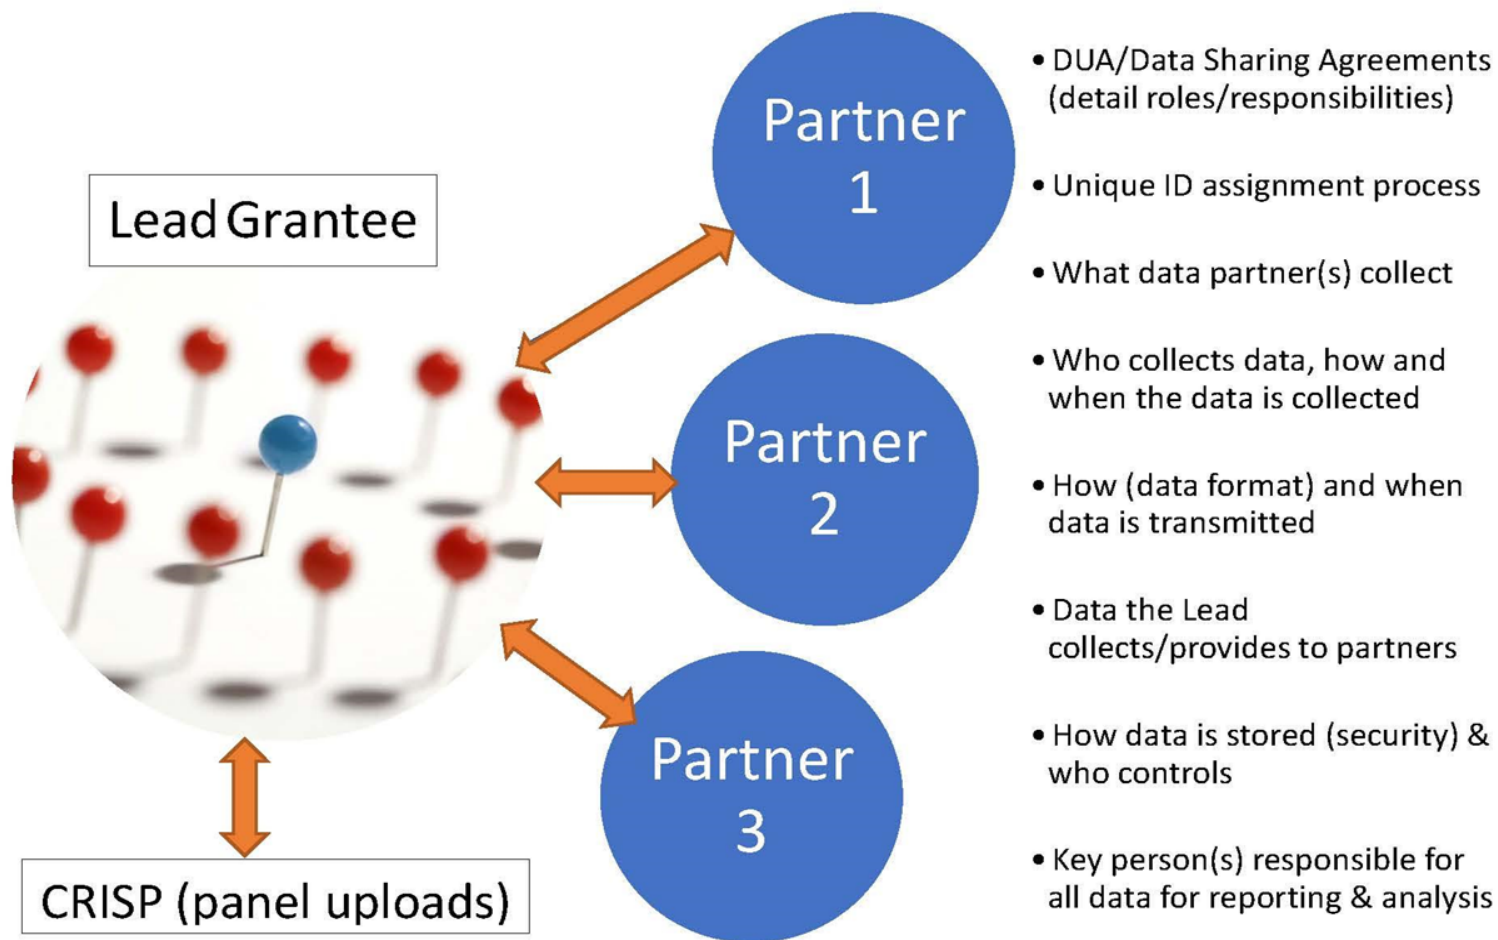 Lead Grantee
CRISP (panel uploads)
Partner
1
Partner
2
Partner
3
• DUA/Data Sharing Agreements
(detail roles/responsibilities)
• Unique ID assignment process
• What data partner(s) collect
• Who collects data, how and
when the data is collected
• How (data format) and when
data is transmitted
• Data the Lead
collects/provides to partners
• How data is stored (security) &
who controls
• Key person(s) responsible for
all data for reporting & analysis